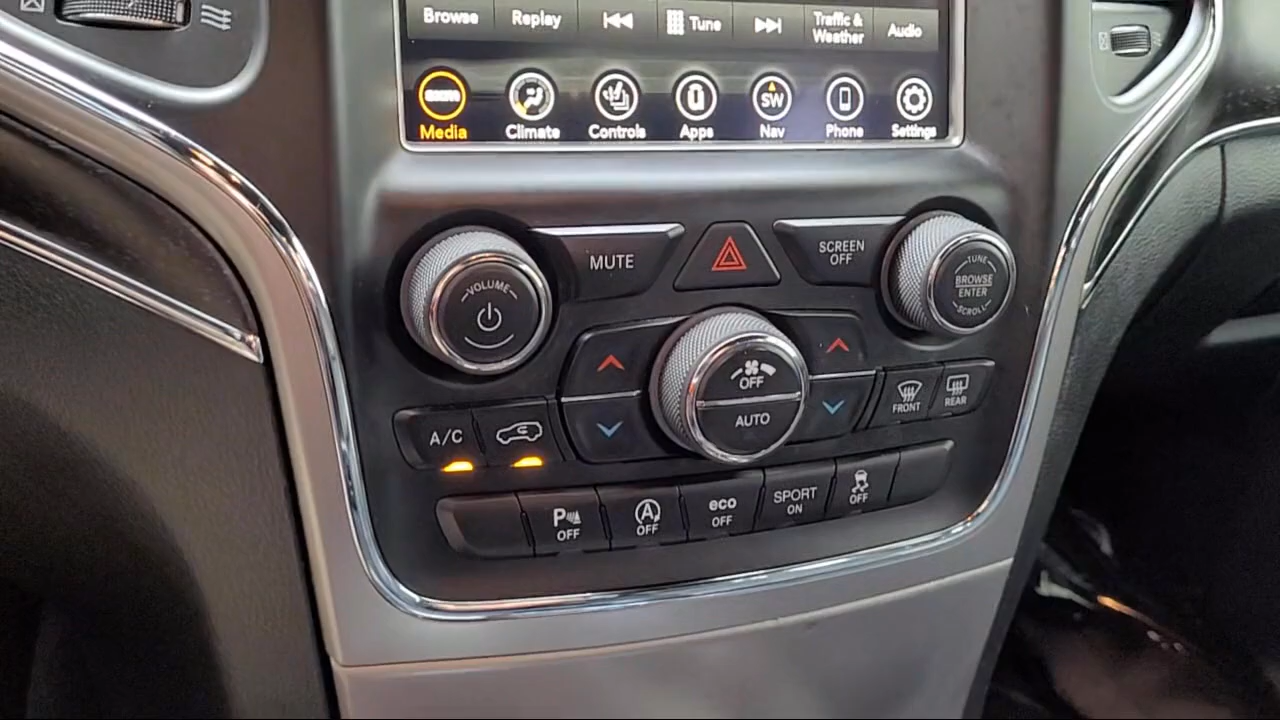 Browse
Replay
Tune
Traffic &
Weather
Audio
Media
Climate
Controls
Apps
SW
Nav
Phone
Settings
VOLUME
MUTE
SCREEN
OFF
TUNE
BROWSE
ENTER
SCROLL
OFF
AUTO
FRONT
REAR
A/C
P
OFF
A
OFF
eco
OFF
SPORT
ON
OFF